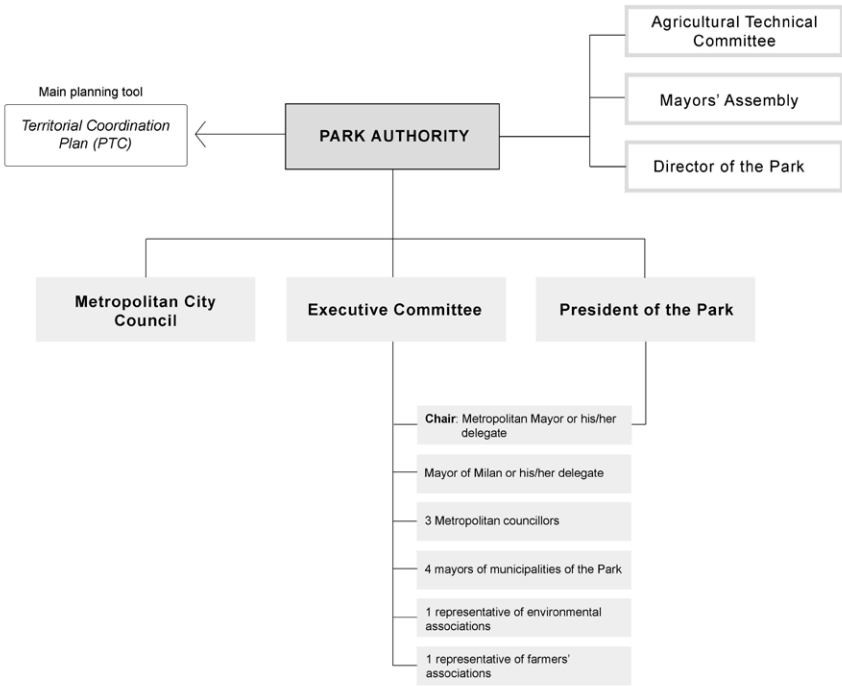 Agricultural Technical
Committee
Main planning tool
Territorial Coordination
Plan (PTC)
PARK AUTHORITY
Mayors' Assembly
Director of the Park
Metropolitan City
Council
Executive Committee
President of the Park
Chair: Metropolitan Mayor or his/her
delegate
Mayor of Milan or his/her delegate
3 Metropolitan councillors
4 mayors of municipalities of the Park
1 representative of environmental
associations
1 representative of farmers'
associations